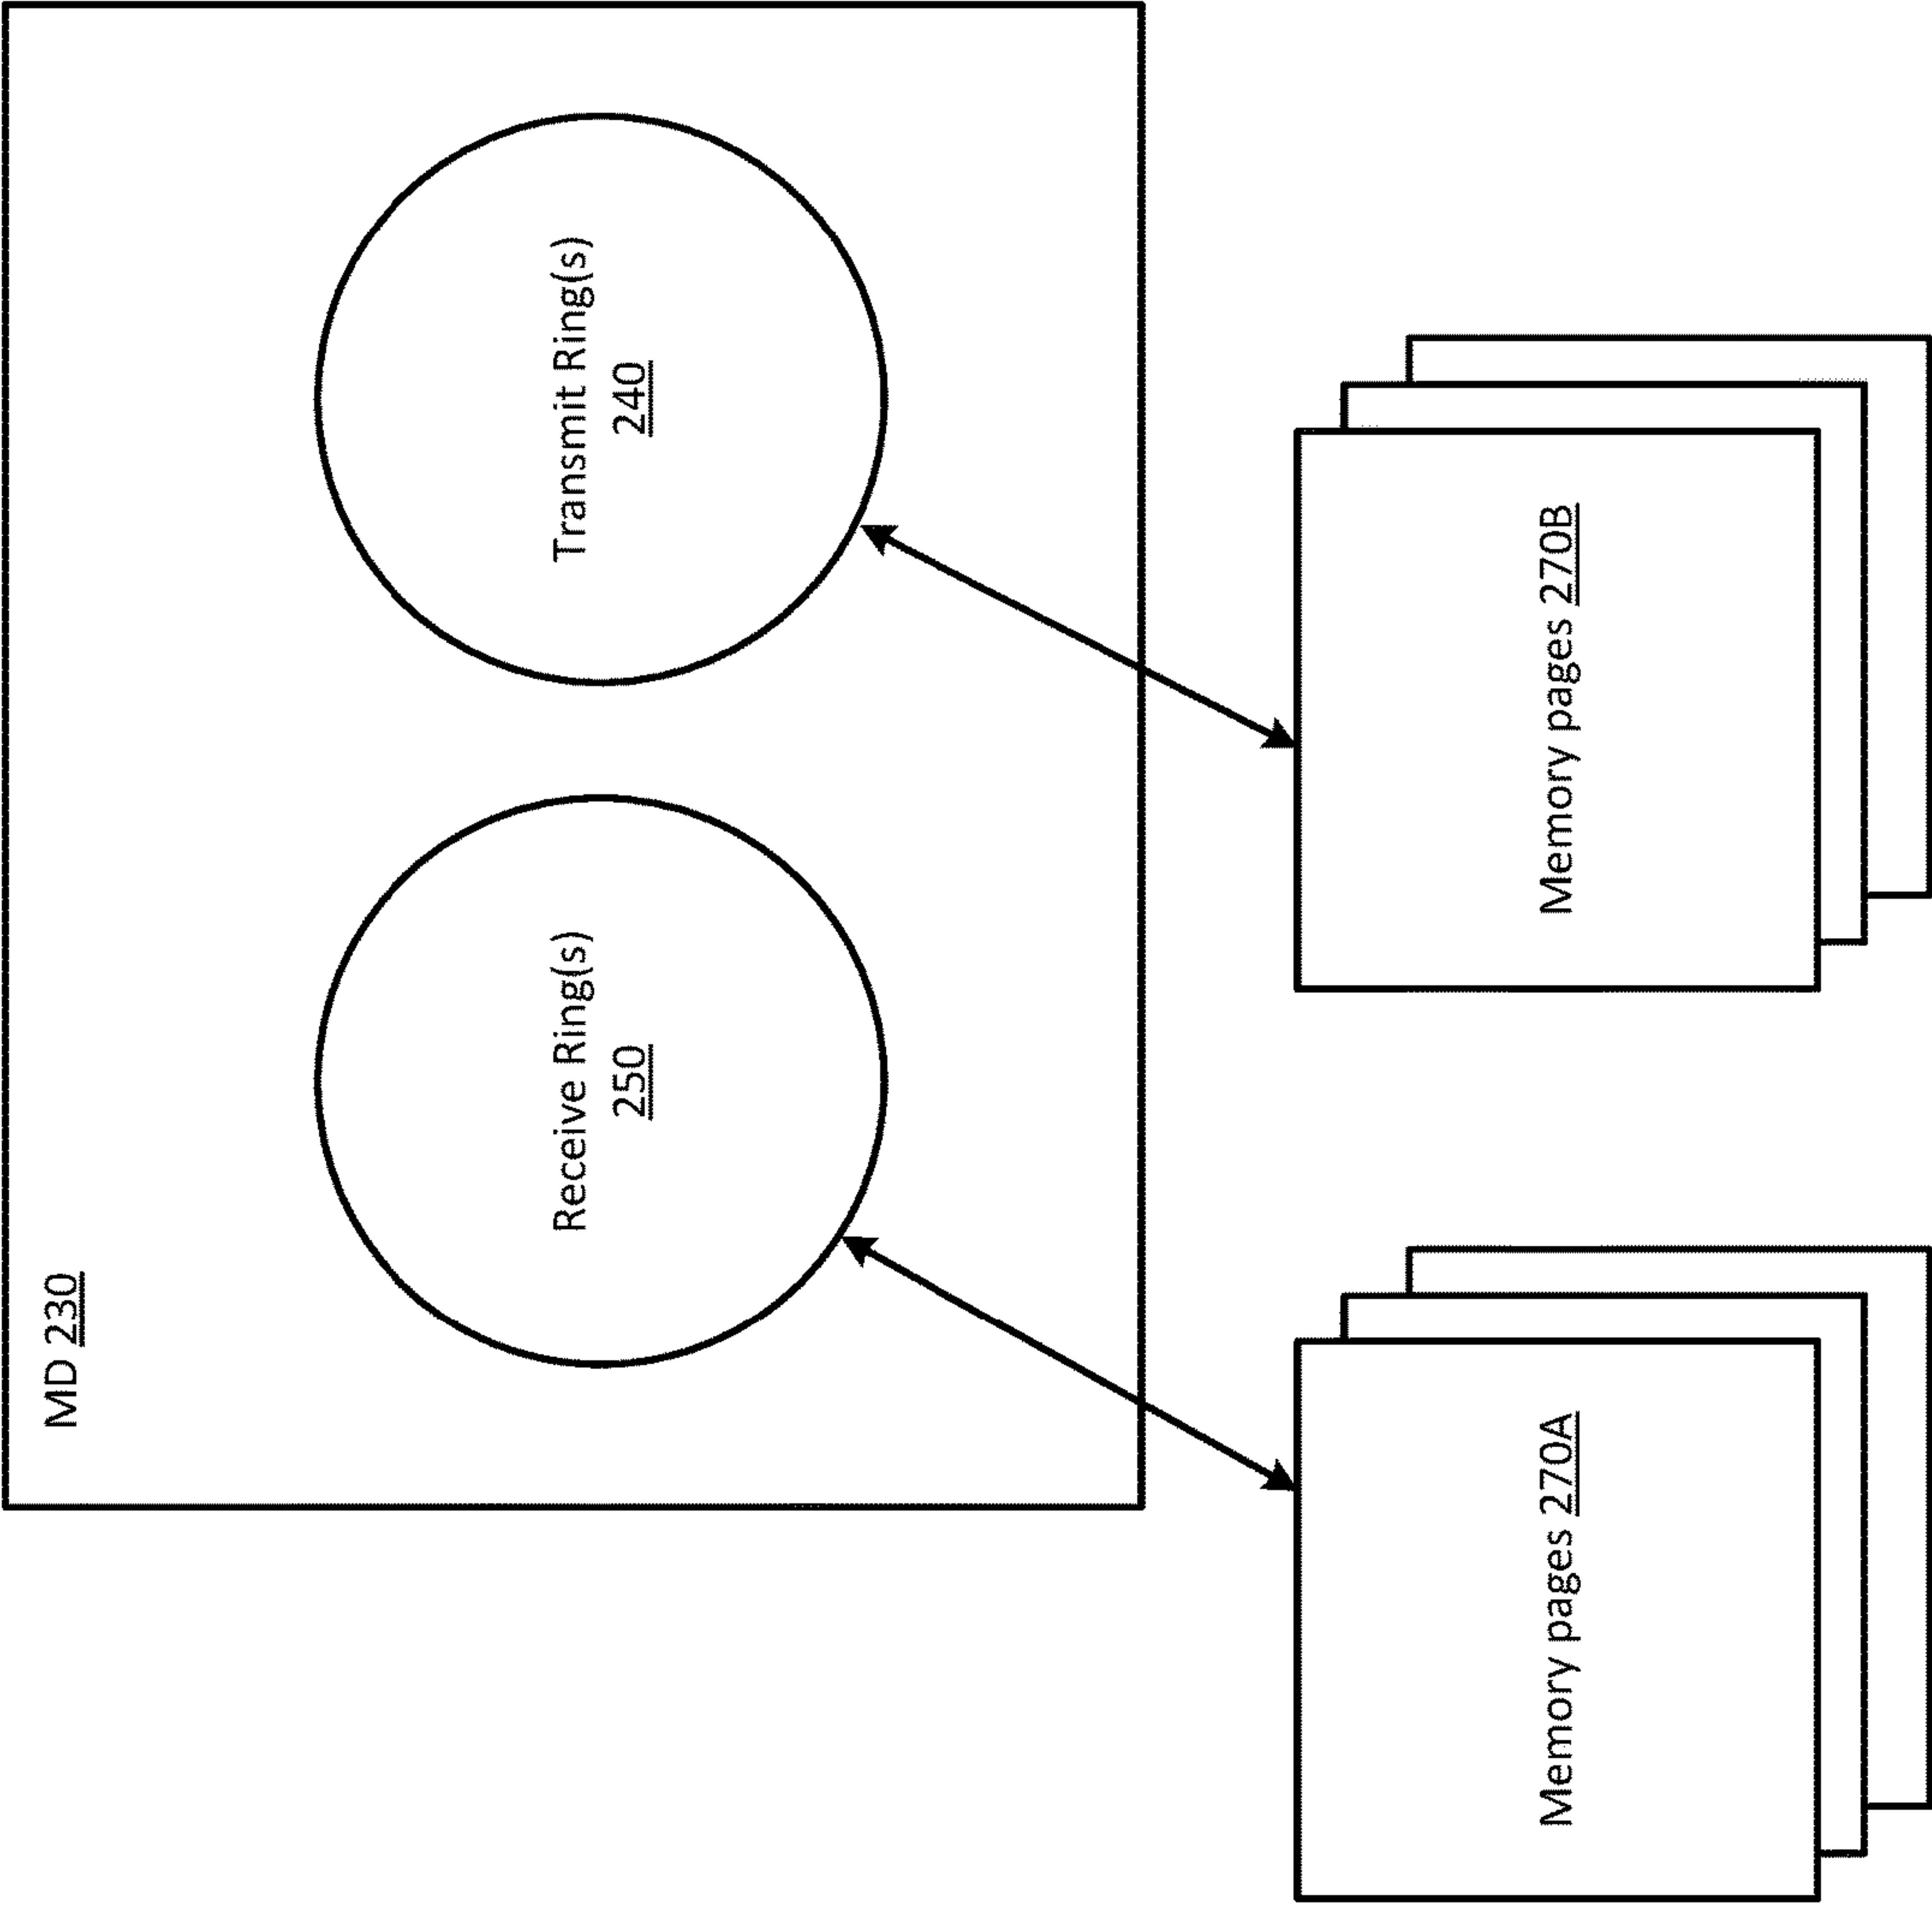 MD 230
Receive Ring(s)
250
Transmit Ring(s)
240
Memory pages 270A
Memory pages 270B